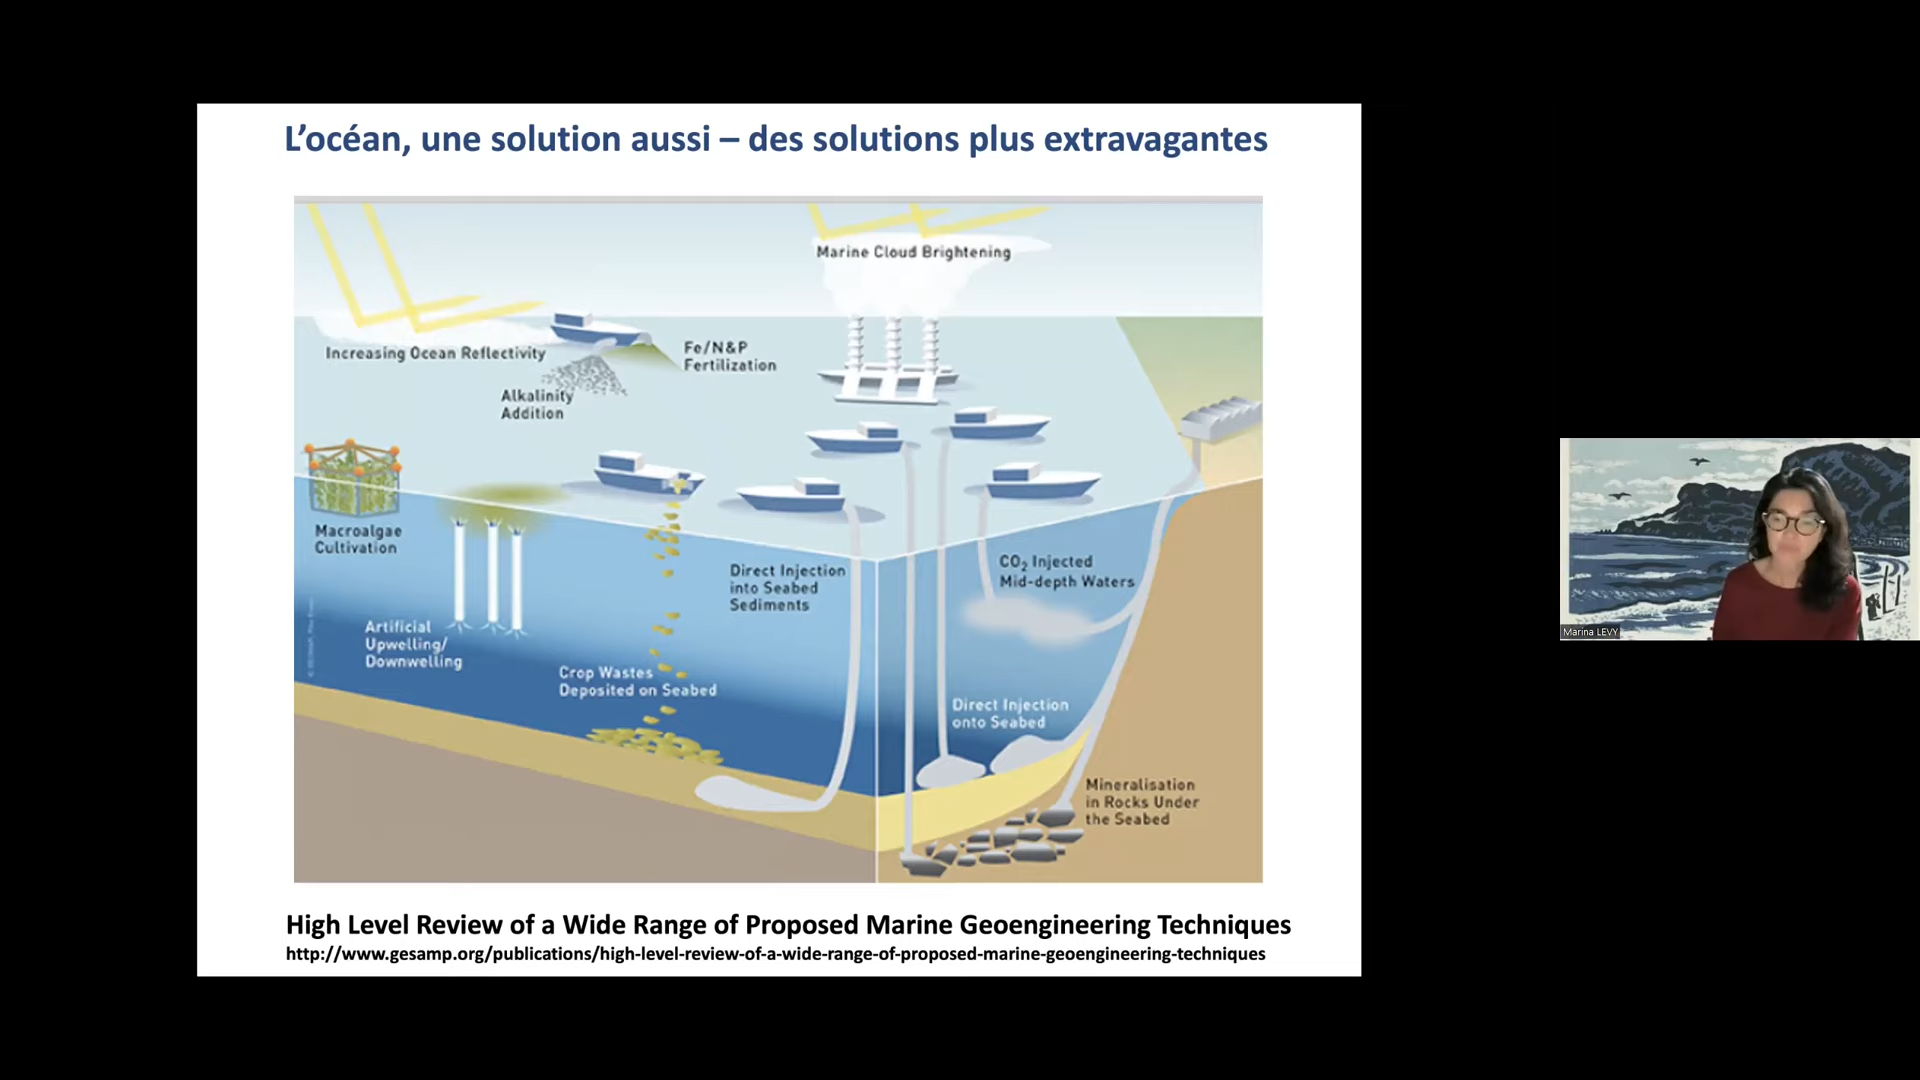 L'océan, une solution aussi – des solutions plus extravagantes
Marine Cloud Brightening
Increasing Ocean Reflectivity
Fe/N&P
Fertilization
Alkalinity
Addition
Macroalgae
Cultivation
Artificial
Upwelling/
Downwelling
Crop Wastes
Deposited on Seabed
Direct Injection
into Seabed
Sediments
CO₂ Injected
Mid-depth Waters
Direct Injection
onto Seabed
Mineralisation
in Rocks Under
the Seabed
High Level Review of a Wide Range of Proposed Marine Geoengineering Techniques
http://www.gesamp.org/publications/high-level-review-of-a-wide-range-of-proposed-marine-geoengineering-techniques
Marina LEVY